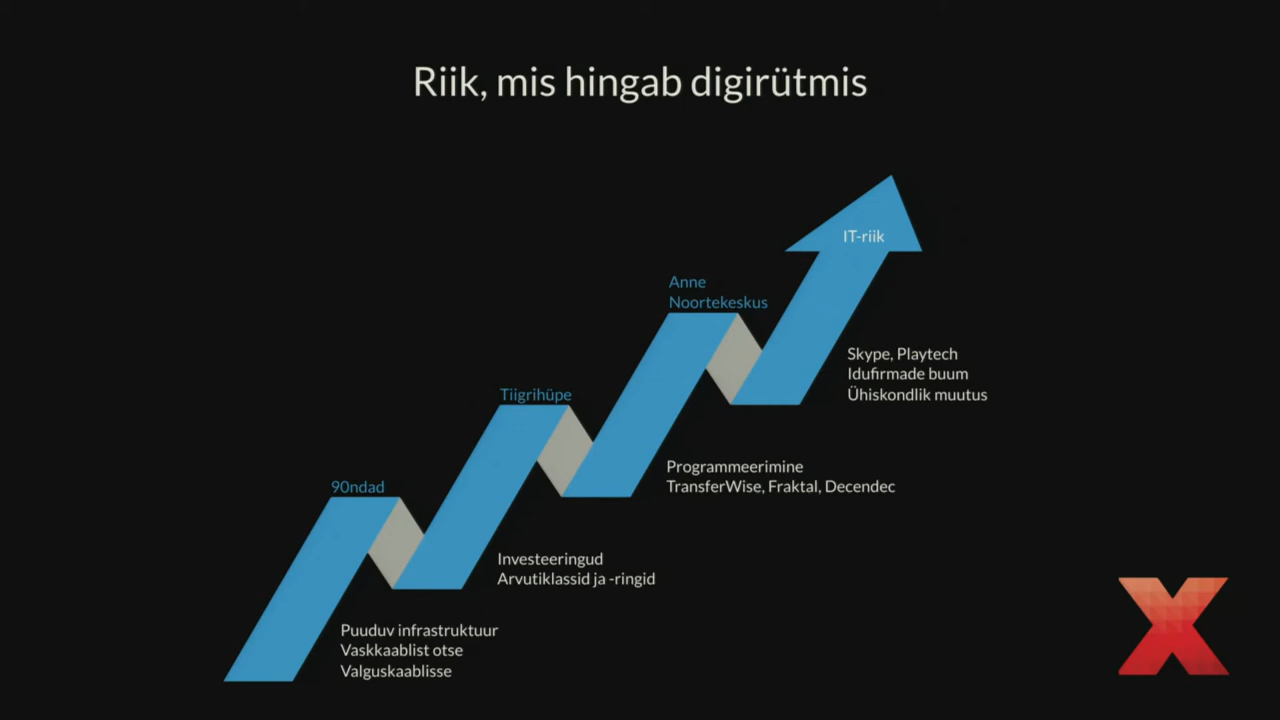 Riik, mis hingab digirütmis
IT-riik
Anne
Noortekeskus
Skype, Playtech
Idufirmade buum
Ühiskondlik muutus
Tiigrihüpe
Programmeerimine
TransferWise, Fraktal, Decendec
90ndad
Investeeringud
Arvutiklassid ja -ringid
Puuduv infrastruktuur
Vaskkaablist otse
Valguskaablisse
X